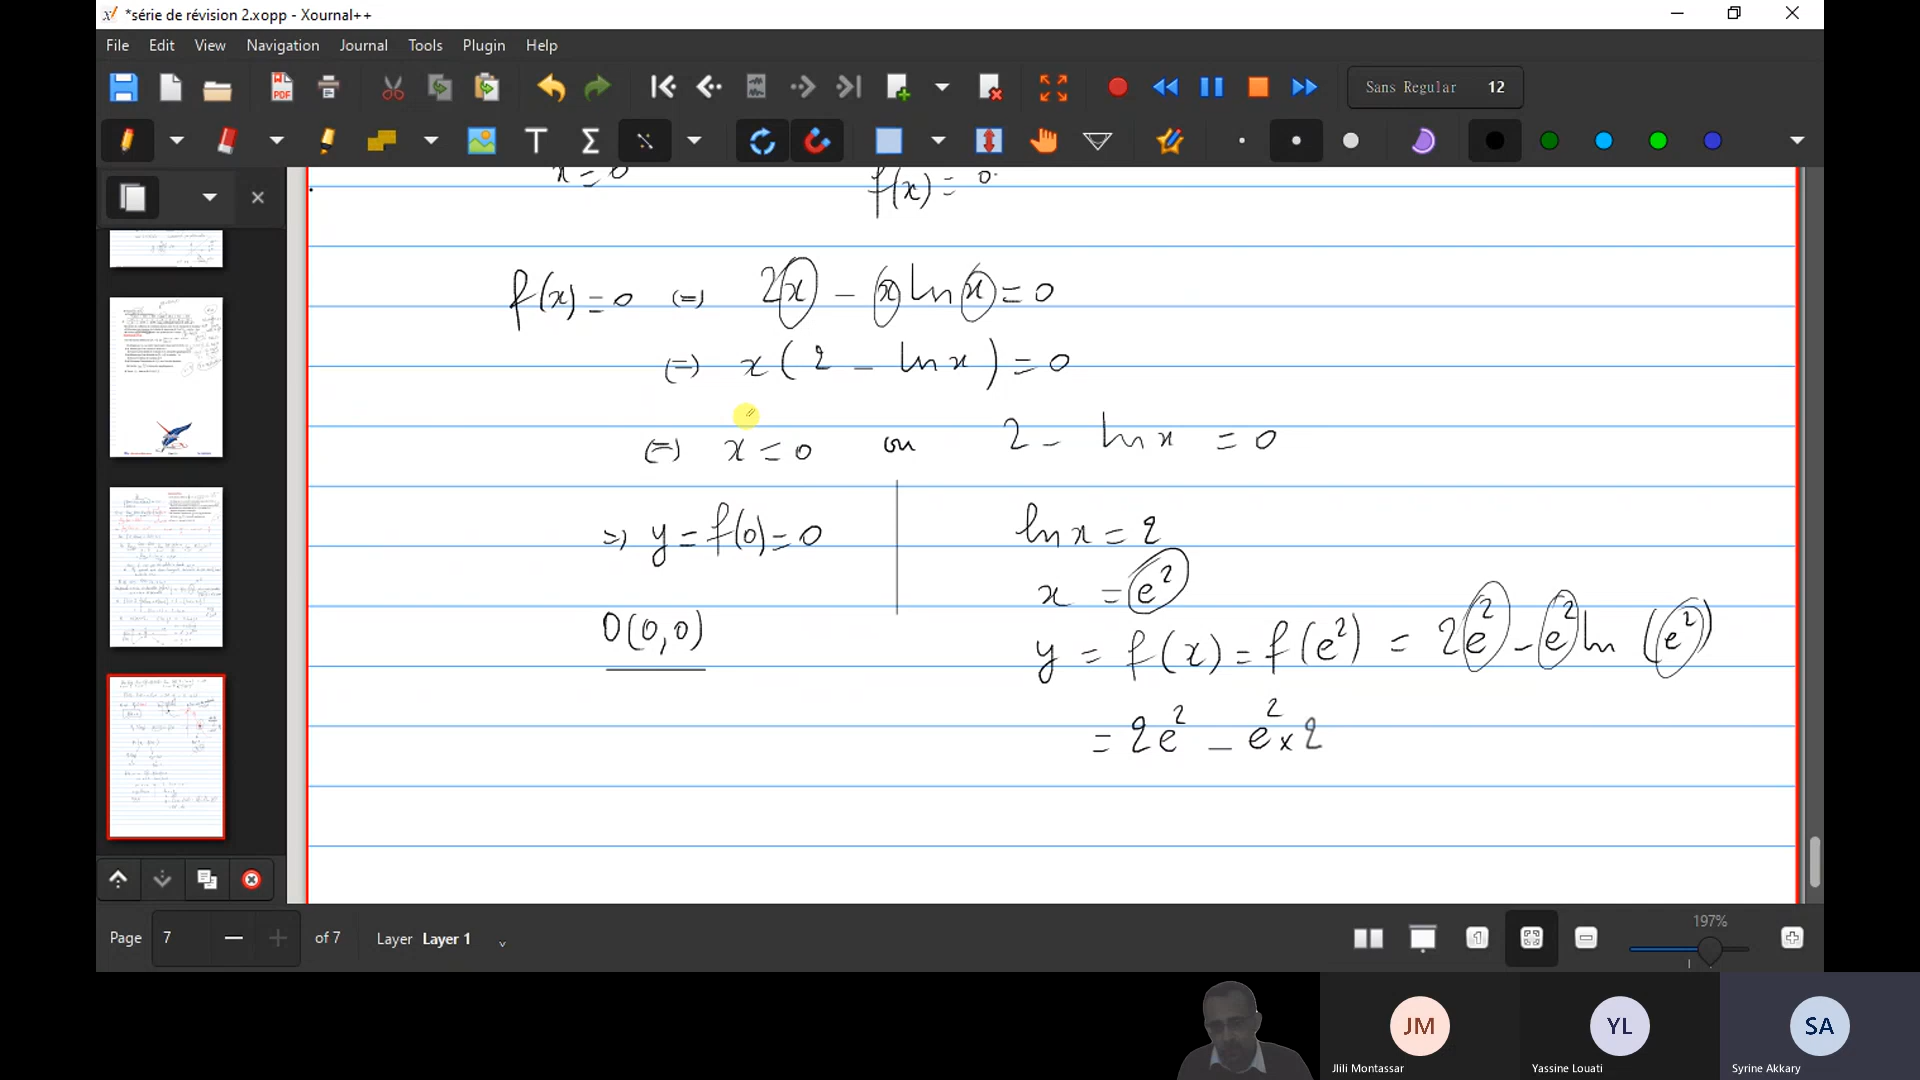 *série de révision 2.xopp - Xournal++
File Edit View Navigation Journal Tools Plugin Help
PDF
Sans Regular 12
T Σ
x = 0 f(x) = 0.
f(x) = 0 (=) 2x - x ln x = 0
(=) x(2 - ln x) = 0
(=) x = 0 ou 2 - ln x = 0
=> y = f(0) = 0
O(0,0)
ln x = 2
x = e²
y = f(x) = f(e²) = 2e² - e² ln (e²)
= 2e² - e² x 2
Page 7 of 7 Layer Layer 1
197%
JM YL SA
Jlili Montassar Yassine Louati Syrine Akkary